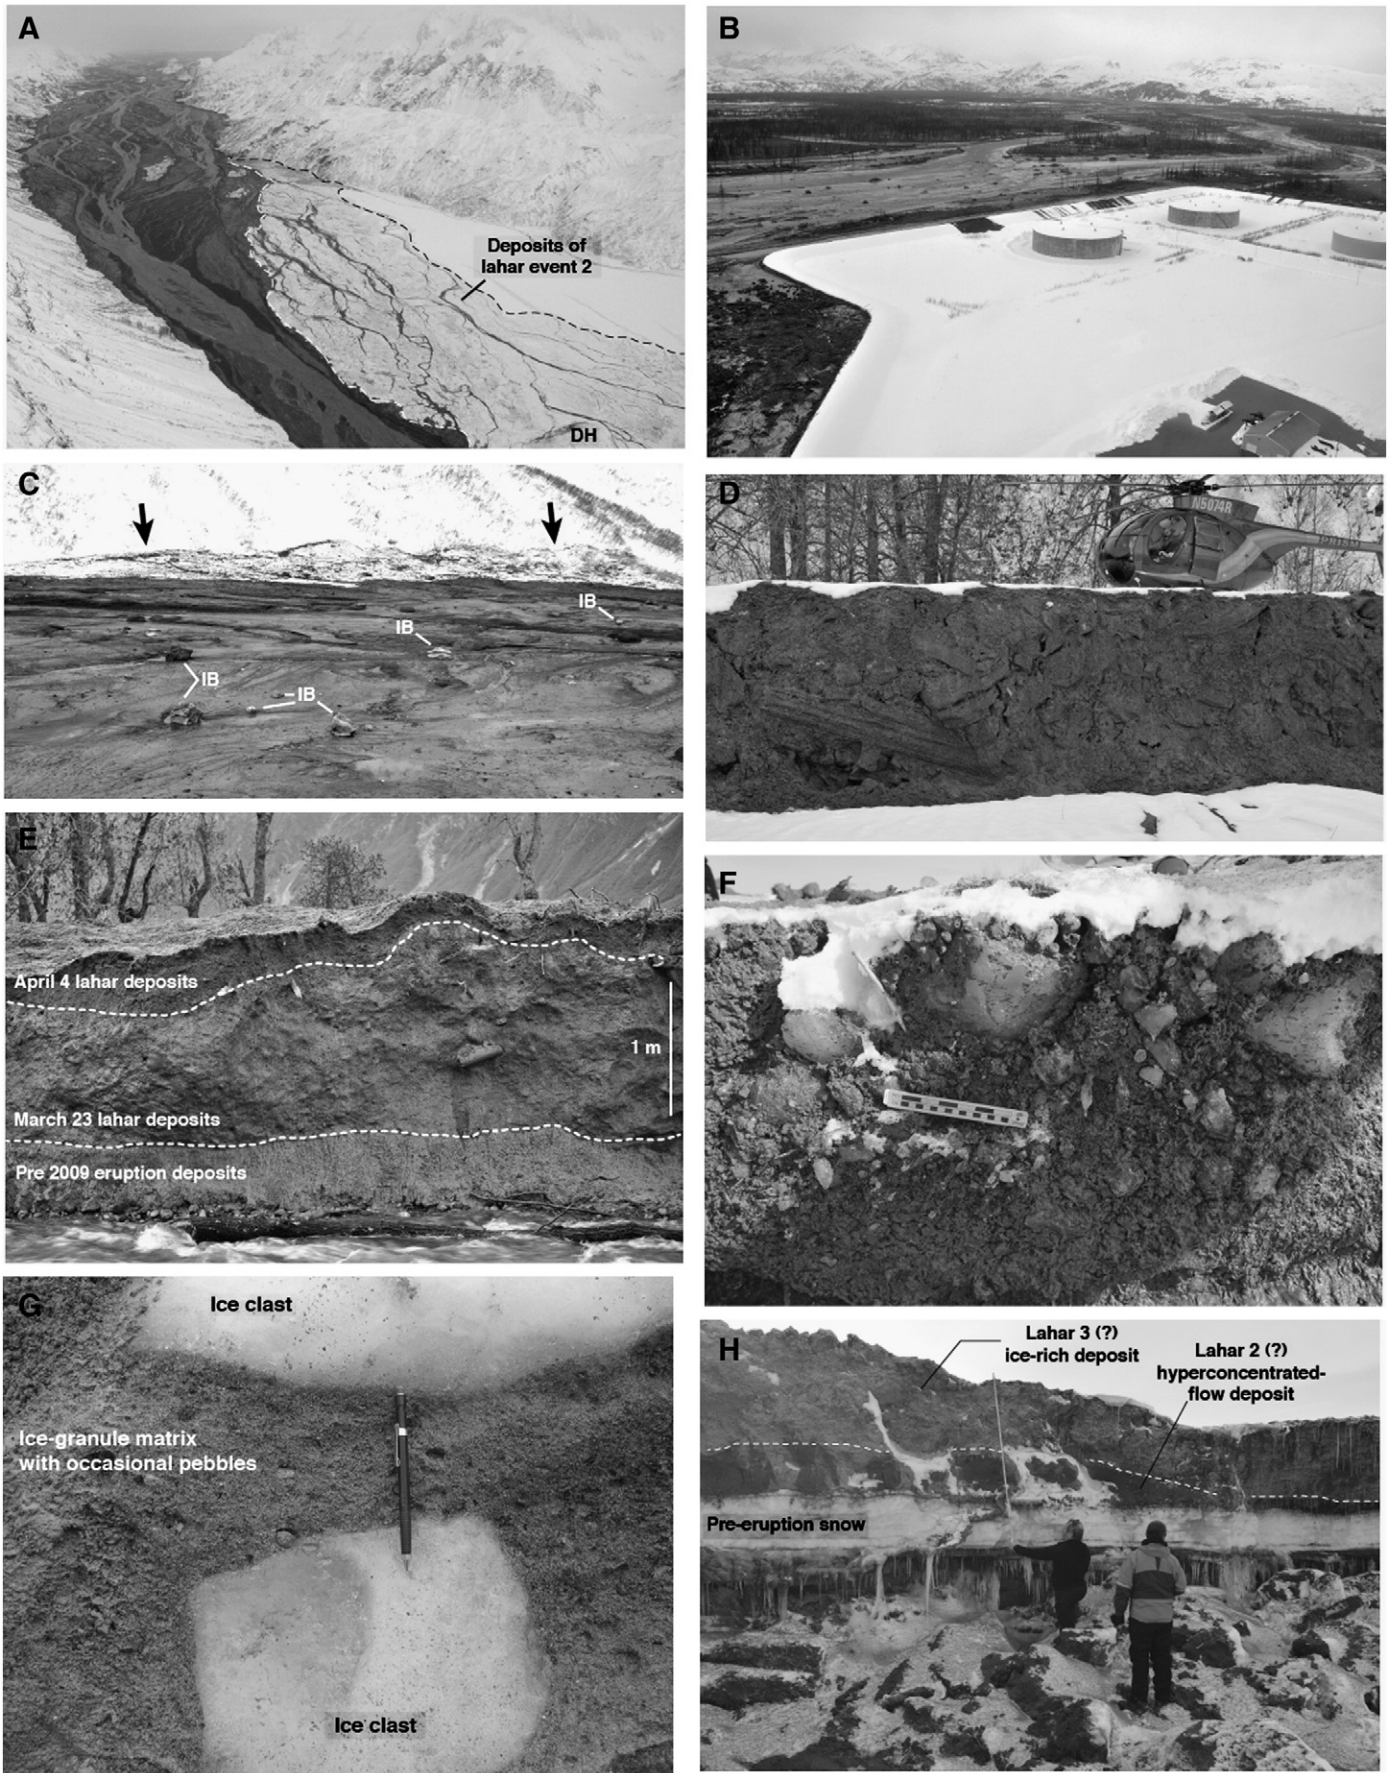 A
Deposits of
lahar event 2
DH
B
C
IB
IB
IB
IB
D
N5074R
E
April 4 lahar deposits
1 m
March 23 lahar deposits
Pre 2009 eruption deposits
F
G
Ice clast
Ice-granule matrix
with occasional pebbles
Ice clast
H
Lahar 3 (?)
ice-rich deposit
Lahar 2 (?)
hyperconcentrated-
flow deposit
Pre-eruption snow